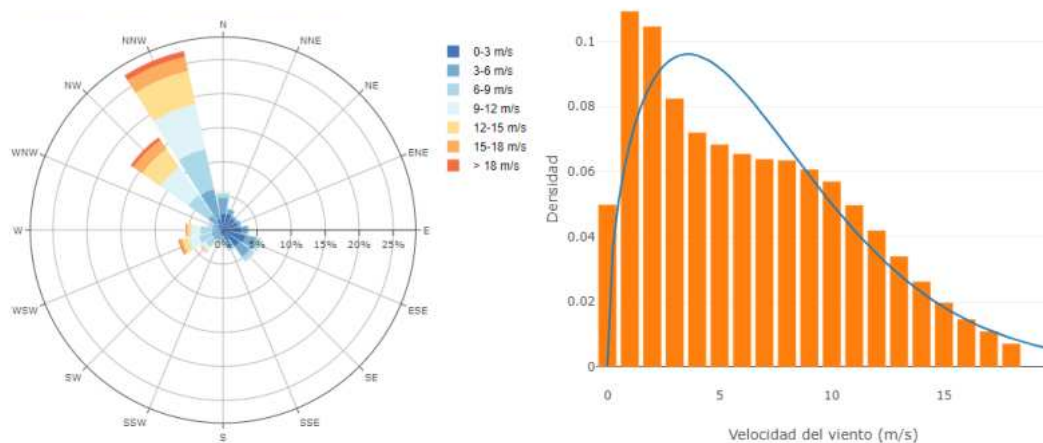 N
NNE
NE
ENE
E
ESE
SE
SSE
S
SSW
SW
WSW
W
WNW
NW
NNW
0% 5% 10% 15% 20% 25%
0-3 m/s
3-6 m/s
6-9 m/s
9-12 m/s
12-15 m/s
15-18 m/s
> 18 m/s
Densidad
0.1
0.08
0.06
0.04
0.02
0
0 5 10 15
Velocidad del viento (m/s)